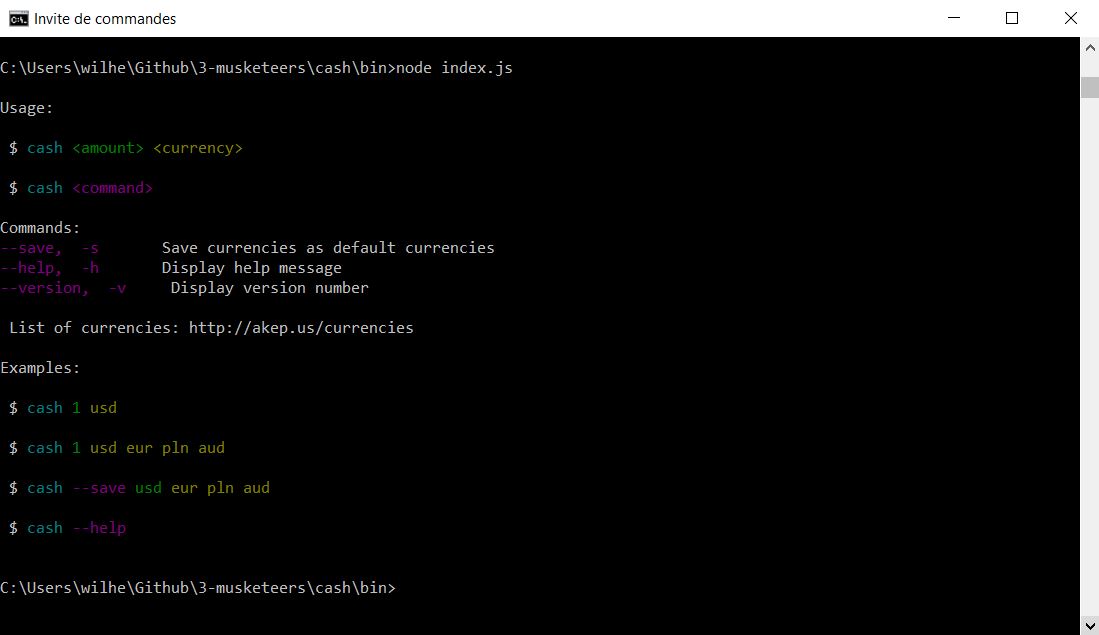 Invite de commandes
C:\Users\wilhe\Github\3-musketeers\cash\bin>node index.js
Usage:
$ cash <amount> <currency>
$ cash <command>
Commands:
--save,  -s       Save currencies as default currencies
--help,  -h       Display help message
--version,  -v     Display version number
List of currencies: http://akep.us/currencies
Examples:
$ cash 1 usd
$ cash 1 usd eur pln aud
$ cash --save usd eur pln aud
$ cash --help
C:\Users\wilhe\Github\3-musketeers\cash\bin>